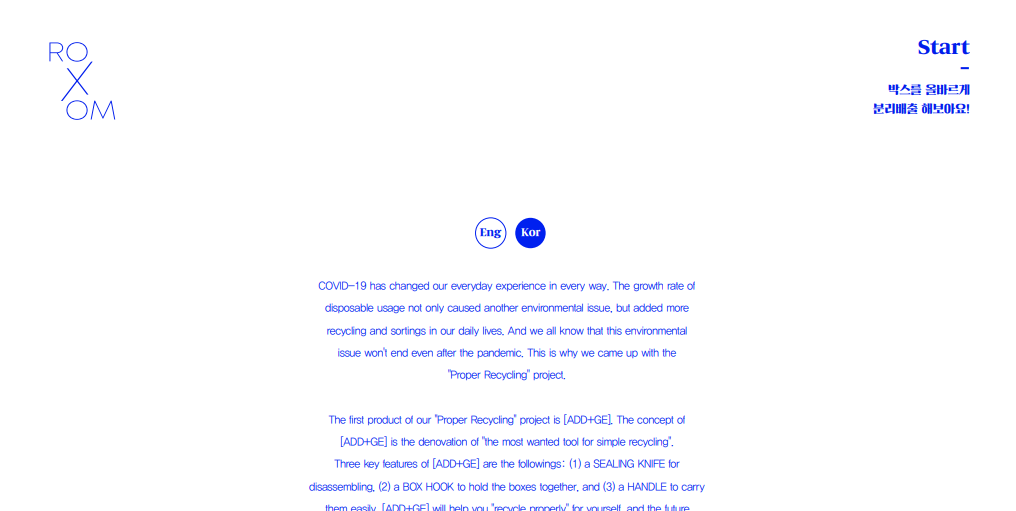 RO
X
OM
Start
박스를 올바르게
분리배출 해보아요!
Eng Kor
COVID-19 has changed our everyday experience in every way. The growth rate of
disposable usage not only caused another environmental issue, but added more
recycling and sortings in our daily lives. And we all know that this environmental
issue won't end even after the pandemic. This is why we came up with the
"Proper Recycling" project.
The first product of our "Proper Recycling" project is [ADD+GE]. The concept of
[ADD+GE] is the denovation of "the most wanted tool for simple recycling".
Three key features of [ADD+GE] are the followings: (1) a SEALING KNIFE for
disassembling, (2) a BOX HOOK to hold the boxes together, and (3) a HANDLE to carry
them easily. [ADD+GE] will help you "recycle properly" for yourself, and the future